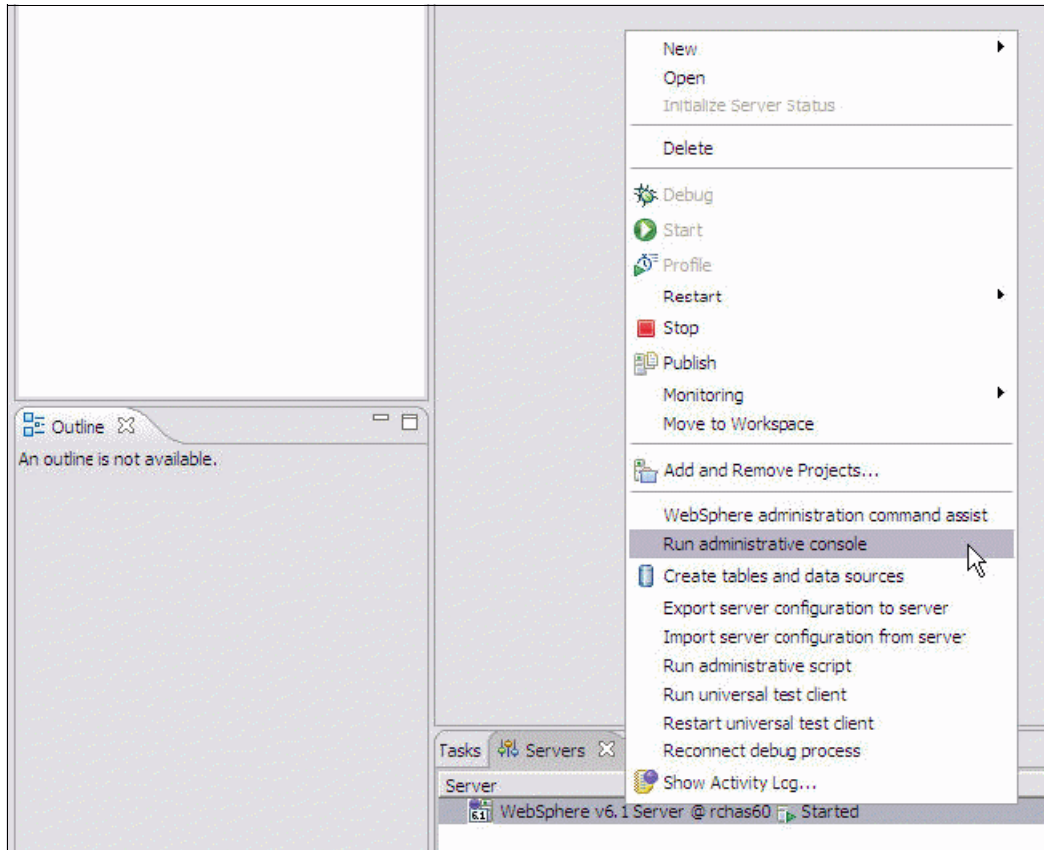 New
Open
Initialize Server Status
Delete
Debug
Start
Profile
Restart
Stop
Publish
Monitoring
Move to Workspace
Add and Remove Projects...
WebSphere administration command assist
Run administrative console
Create tables and data sources
Export server configuration to server
Import server configuration from server
Run administrative script
Run universal test client
Restart universal test client
Reconnect debug process
Show Activity Log...
Outline
An outline is not available.
Tasks Servers
Server
6.1 WebSphere v6.1 Server @ rchas60 Started